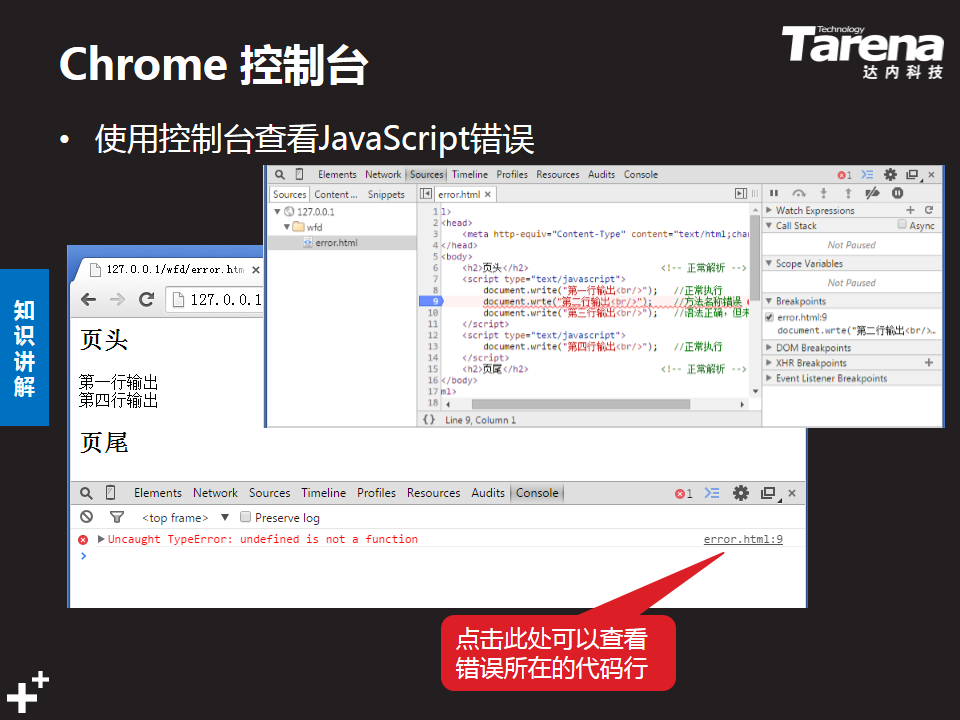 Chrome 控制台
Technology
Tarena
达内科技
• 使用控制台查看JavaScript错误
知识讲解
Elements Network Sources Timeline Profiles Resources Audits Console 1
Sources Content ... Snippets error.html ×
127.0.0.1
wfd
error.html
1 l>
2 <head>
3 <meta http-equiv="Content-Type" content="text/html;cha
4 </head>
5 <body>
6 <h2>页头</h2> <!-- 正常解析 -->
7 <script type="text/javascript">
8 document.write("第一行输出<br/>"); //正常执行
9 document.wrte("第二行输出<br/>"); //方法名称错误
10 document.write("第三行输出<br/>"); //语法正确，但未
11 </script>
12 <script type="text/javascript">
13 document.write("第四行输出<br/>"); //正常执行
14 </script>
15 <h2>页尾</h2> <!-- 正常解析 -->
16 </body>
17 ml>
18
{} Line 9, Column 1
Watch Expressions
Call Stack Async
Not Paused
Scope Variables
Not Paused
Breakpoints
error.html:9
document.wrte("第二行输出<br/>…
DOM Breakpoints
XHR Breakpoints
Event Listener Breakpoints
127.0.0.1/wfd/error.htm ×
127.0.0.1
页头
第一行输出
第四行输出
页尾
Elements Network Sources Timeline Profiles Resources Audits Console 1
<top frame> Preserve log
Uncaught TypeError: undefined is not a function error.html:9
点击此处可以查看
错误所在的代码行